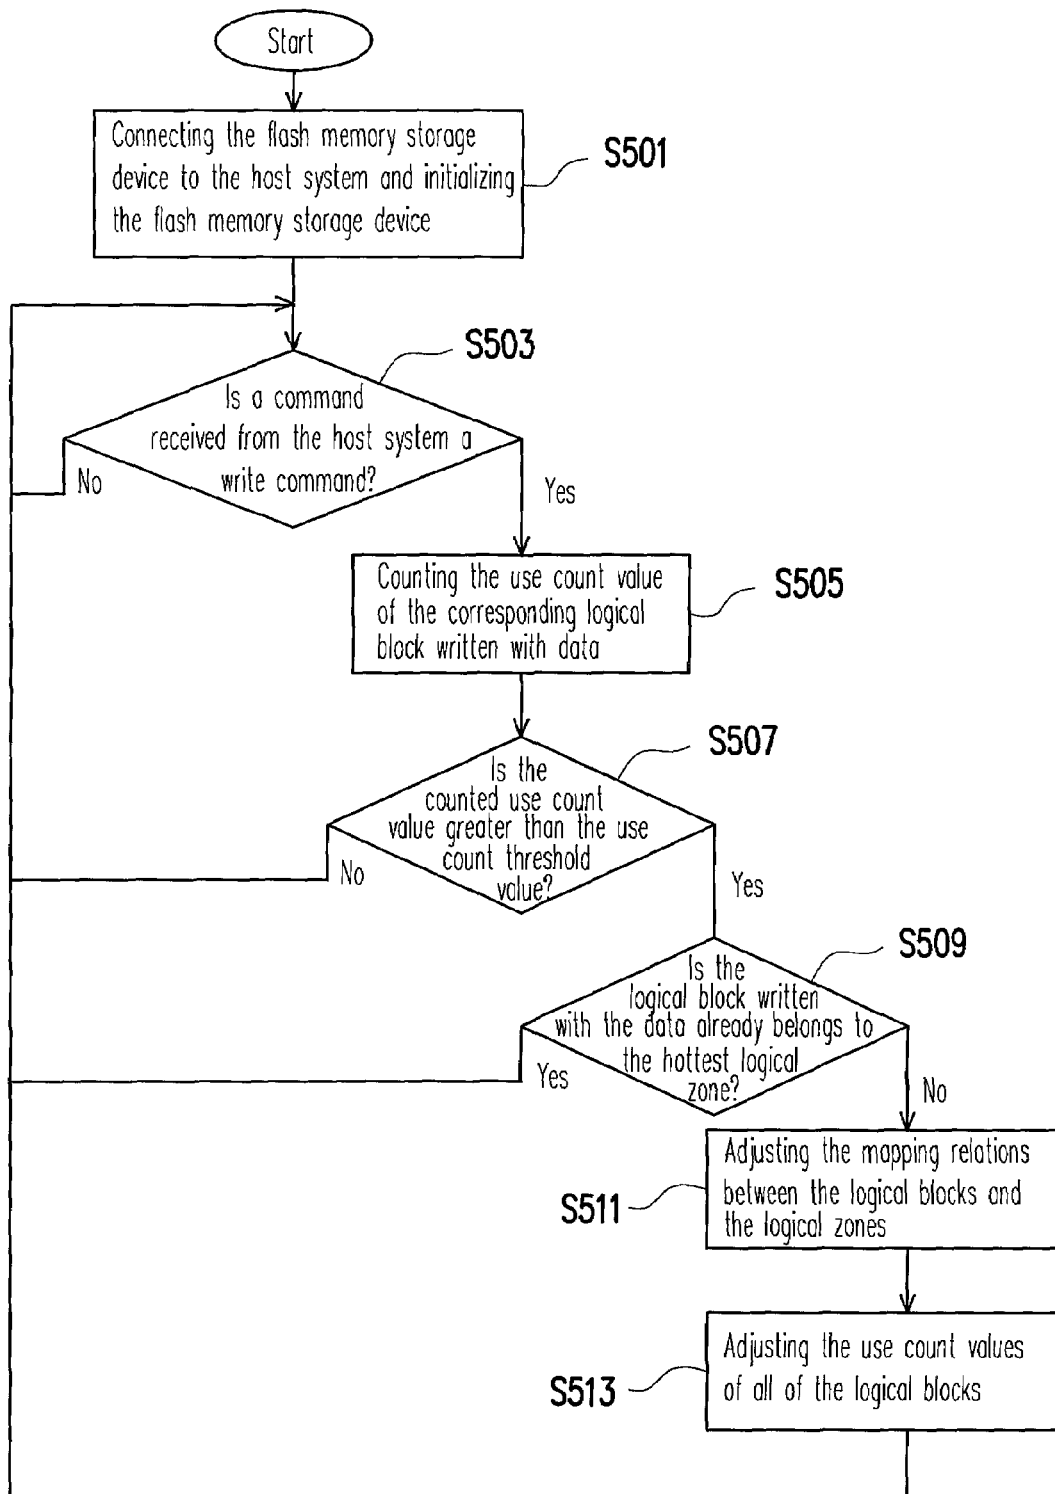 Start
Connecting the flash memory storage
device to the host system and initializing
the flash memory storage device
S501
S503
Is a command
received from the host system a
write command?
No
Yes
Counting the use count value
of the corresponding logical
block written with data
S505
S507
Is the
counted use count
value greater than the use
count threshold
value?
No
Yes
S509
Is the
logical block written
with the data already belongs to
the hottest logical
zone?
Yes
No
Adjusting the mapping relations
between the logical blocks and
the logical zones
S511
Adjusting the use count values
of all of the logical blocks
S513